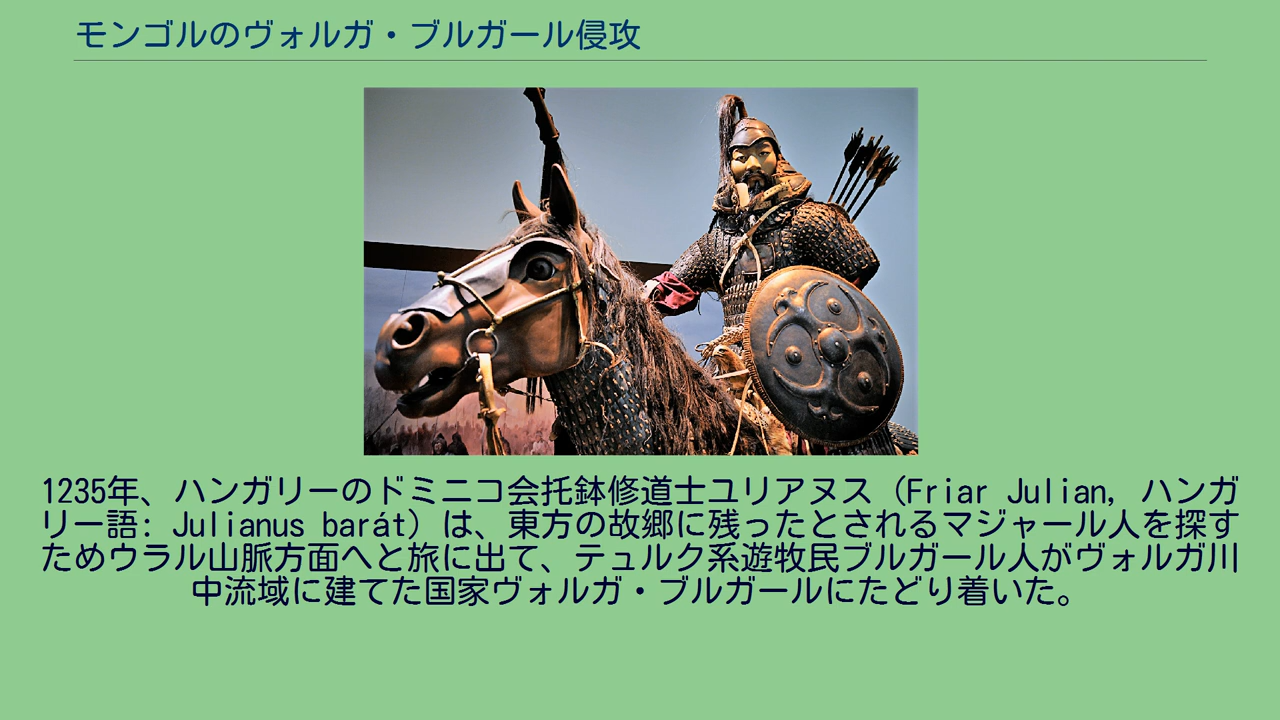 モンゴルのヴォルガ・ブルガール侵攻
1235年、ハンガリーのドミニコ会托鉢修道士ユリアヌス（Friar Julian, ハンガ
リー語: Julianus barát）は、東方の故郷に残ったとされるマジャール人を探す
ためウラル山脈方面へと旅に出て、テュルク系遊牧民ブルガール人がヴォルガ川
中流域に建てた国家ヴォルガ・ブルガールにたどり着いた。